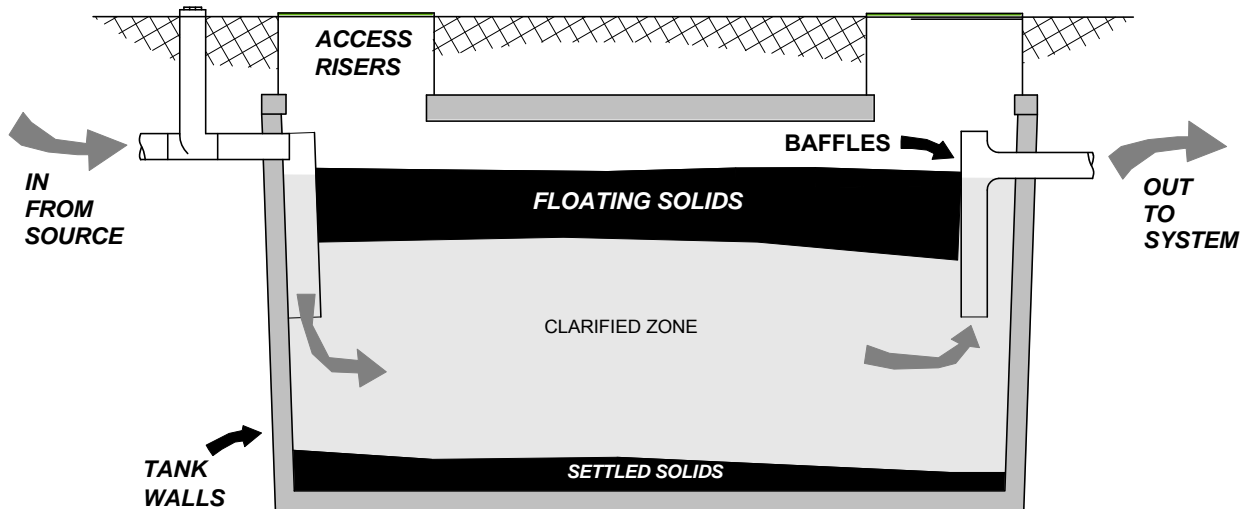 ACCESS
RISERS
BAFFLES
IN
FROM
SOURCE
FLOATING SOLIDS
OUT
TO
SYSTEM
CLARIFIED ZONE
TANK
WALLS
SETTLED SOLIDS